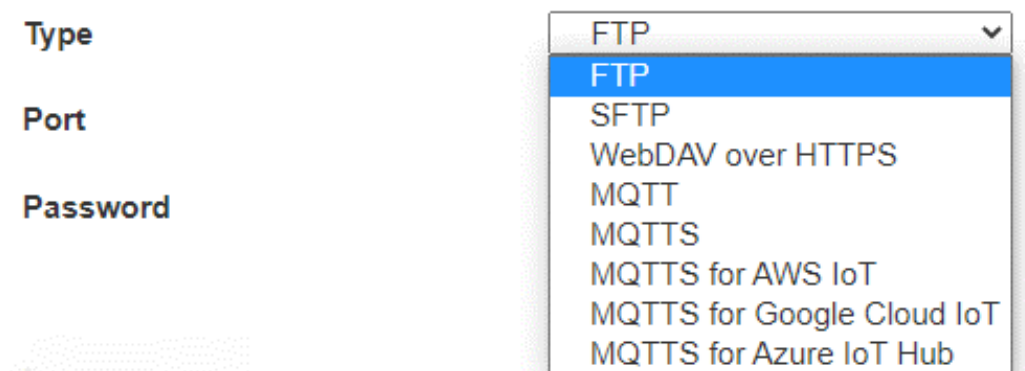 Type FTP
FTP
SFTP
Port
WebDAV over HTTPS
MQTT
Password
MQTTS
MQTTS for AWS IoT
MQTTS for Google Cloud IoT
MQTTS for Azure IoT Hub